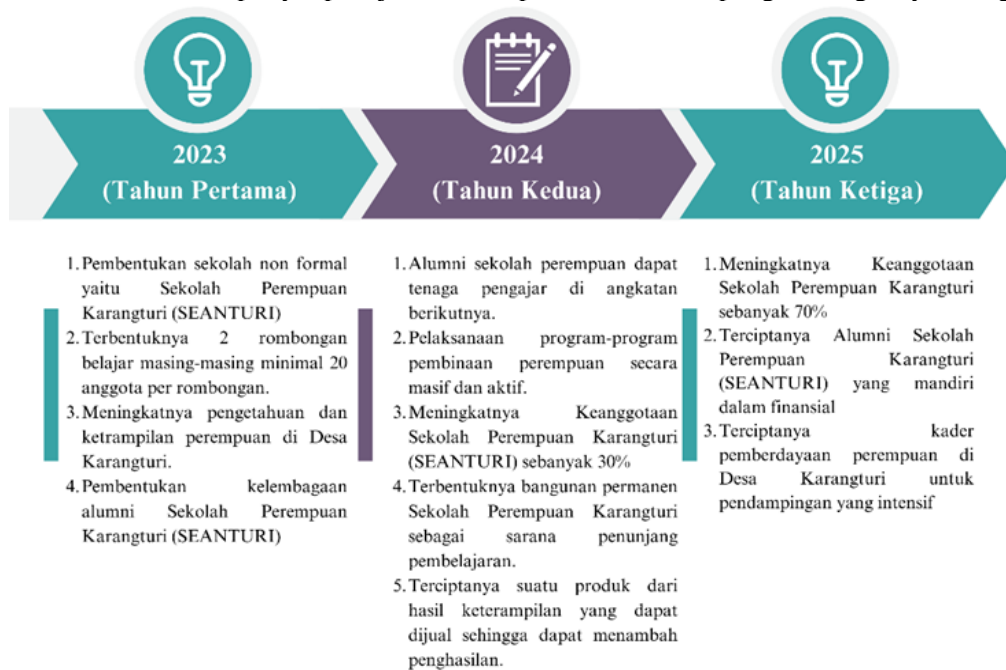 2023
(Tahun Pertama)
1. Pembentukan sekolah non formal
yaitu Sekolah Perempuan
Karangturi (SEANTURI)
2. Terbentuknya 2 rombongan
belajar masing-masing minimal 20
anggota per rombongan.
3. Meningkatnya pengetahuan dan
ketrampilan perempuan di Desa
Karangturi.
4. Pembentukan kelembagaan
alumni Sekolah Perempuan
Karangturi (SEANTURI)
2024
(Tahun Kedua)
1. Alumni sekolah perempuan dapat
tenaga pengajar di angkatan
berikutnya.
2. Pelaksanaan program-program
pembinaan perempuan secara
masif dan aktif.
3. Meningkatnya Keanggotaan
Sekolah Perempuan Karangturi
(SEANTURI) sebanyak 30%
4. Terbentuknya bangunan permanen
Sekolah Perempuan Karangturi
sebagai sarana penunjang
pembelajaran.
5. Terciptanya suatu produk dari
hasil keterampilan yang dapat
dijual sehingga dapat menambah
penghasilan.
2025
(Tahun Ketiga)
1. Meningkatnya Keanggotaan
Sekolah Perempuan Karangturi
sebanyak 70%
2. Terciptanya Alumni Sekolah
Perempuan Karangturi
(SEANTURI) yang mandiri
dalam finansial
3. Terciptanya kader
pemberdayaan perempuan di
Desa Karangturi untuk
pendampingan yang intensif